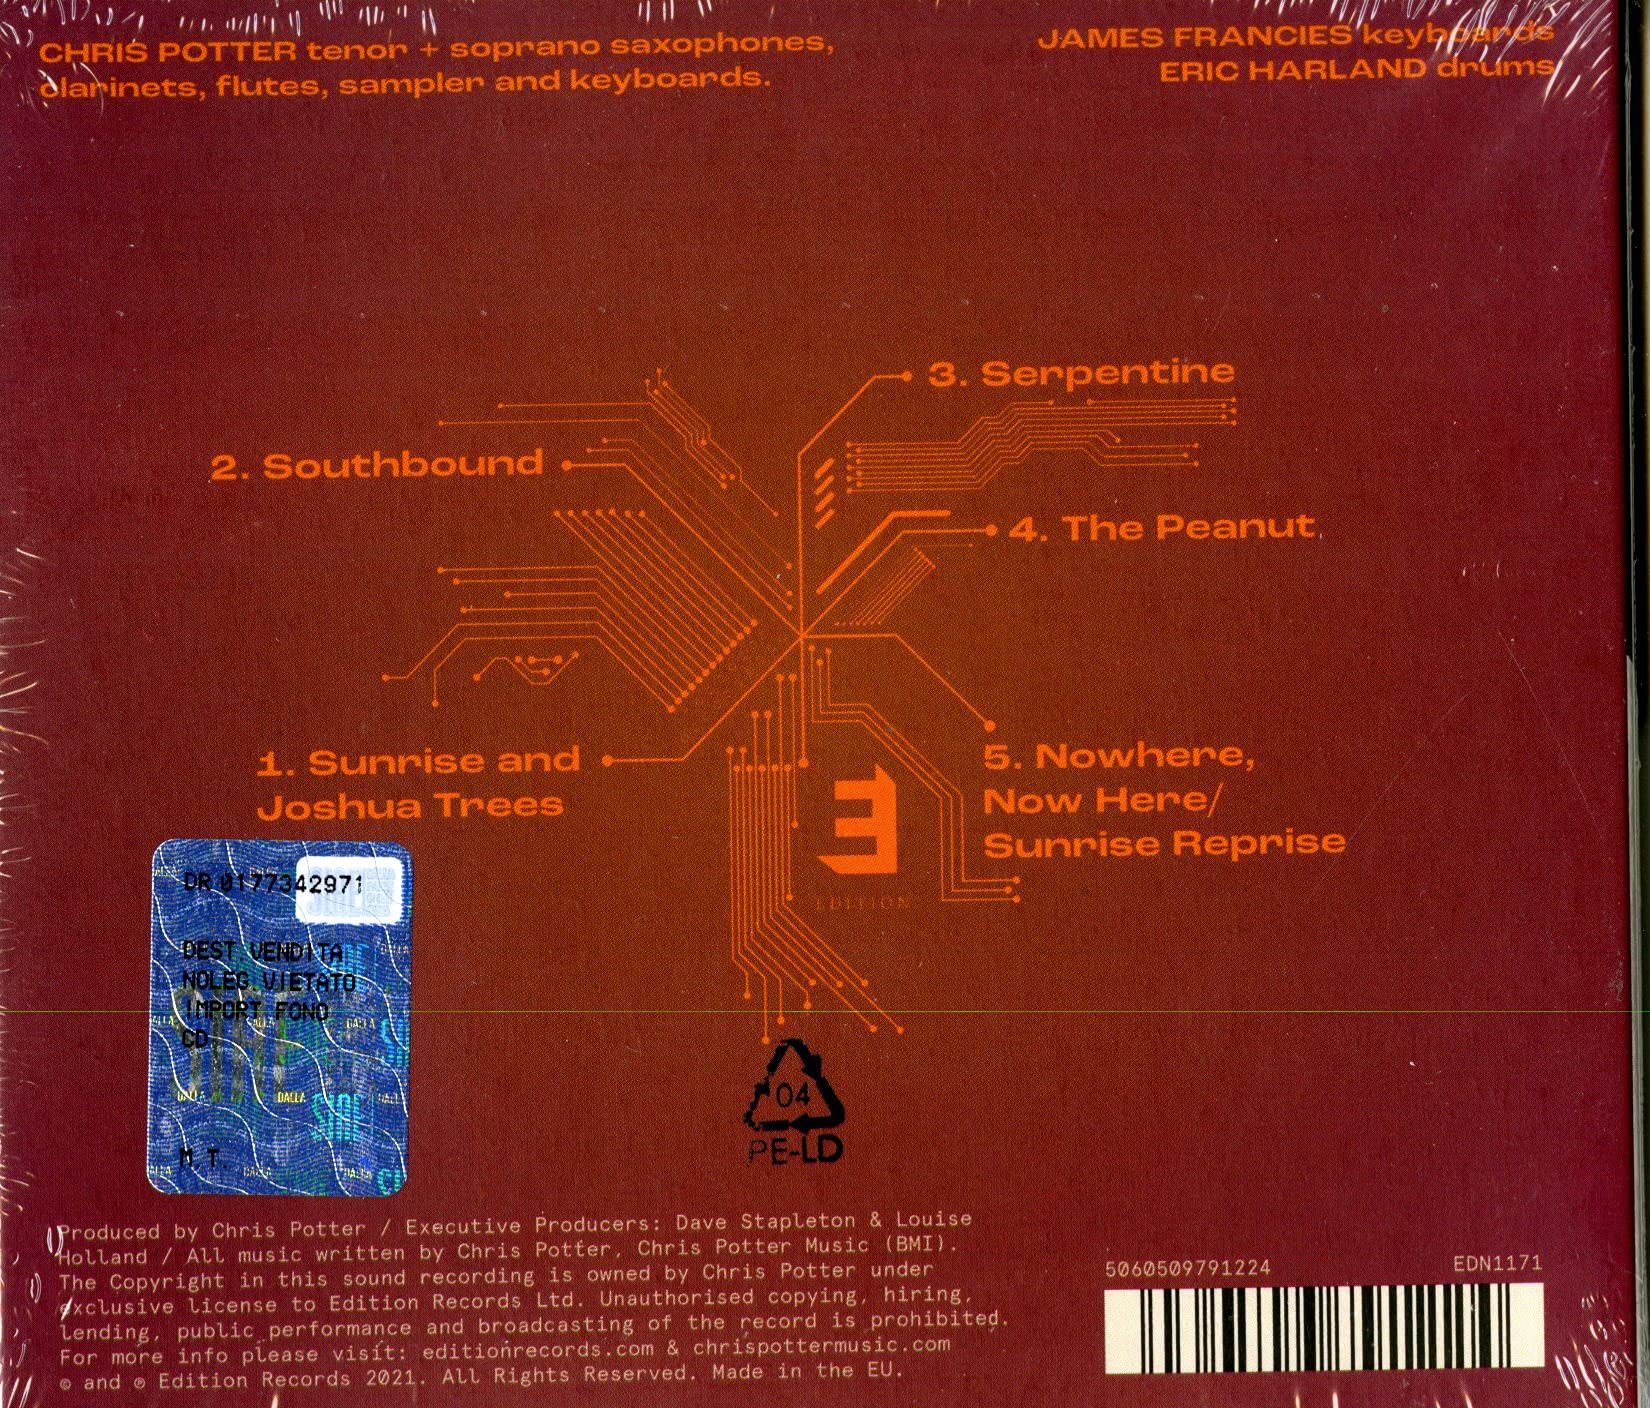 CHRIS POTTER tenor + soprano saxophones,
clarinets, flutes, sampler and keyboards.
JAMES FRANCIES keyboards
ERIC HARLAND drums
3. Serpentine
2. Southbound
4. The Peanut
1. Sunrise and
Joshua Trees
5. Nowhere,
Now Here/
Sunrise Reprise
E
EDITION
DR 0177342971
DEST.VENDITA
NOLEG.VIETATO
IMPORT FONO
CD
DALLA
M.T.
04
PE-LD
Produced by Chris Potter / Executive Producers: Dave Stapleton & Louise
Holland / All music written by Chris Potter, Chris Potter Music (BMI).
The Copyright in this sound recording is owned by Chris Potter under
exclusive license to Edition Records Ltd. Unauthorised copying, hiring,
lending, public performance and broadcasting of the record is prohibited.
For more info please visit: editionrecords.com & chrispottermusic.com
© and ℗ Edition Records 2021. All Rights Reserved. Made in the EU.
5060509791224
EDN1171